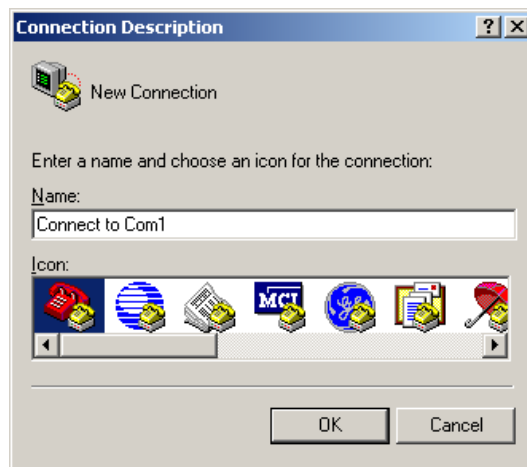 Connection Description
New Connection
Enter a name and choose an icon for the connection:
Name:
Connect to Com1
Icon:
MCI
OK Cancel